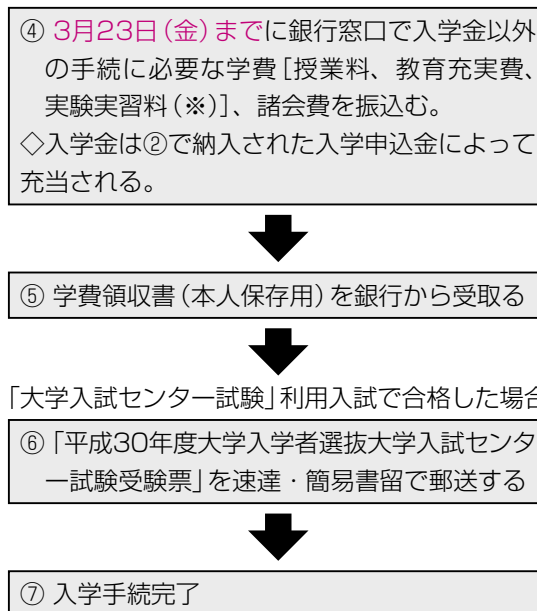 ④ 3月23日(金)までに銀行窓口で入学金以外
の手続に必要な学費[授業料、教育充実費、
実験実習料(※)]、諸会費を振込む。
◇入学金は②で納入された入学申込金によって
充当される。
⑤ 学費領収書(本人保存用)を銀行から受取る
「大学入試センター試験」利用入試で合格した場合
⑥「平成30年度大学入学者選抜大学入試センタ
ー試験受験票」を速達・簡易書留で郵送する
⑦ 入学手続完了